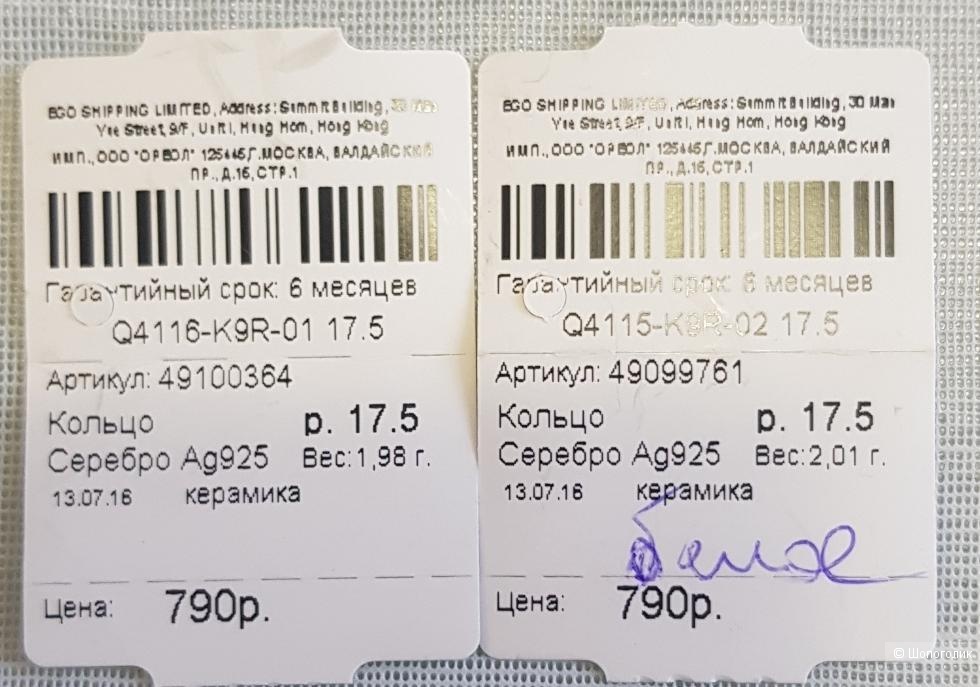 EGO SHIPPING LIMITED, Address: Summit Building, 30 Man
Yue Street, 9/F, Unit I, Hung Hom, Hong Kong
ИМП., ООО "ОРВОЛ" 125445, Г.МОСКВА, ВАЛДАЙСКИЙ
ПР., Д.16, СТР.1
Гарантийный срок: 6 месяцев
Q4116-K9R-01 17.5
Артикул: 49100364
Кольцо р. 17.5
Серебро Ag925 Вес: 1,98 г.
13.07.16 керамика
Цена: 790р.
EGO SHIPPING LIMITED, Address: Summit Building, 30 Man
Yue Street, 9/F, Unit I, Hung Hom, Hong Kong
ИМП., ООО "ОРВОЛ" 125445, Г.МОСКВА, ВАЛДАЙСКИЙ
ПР., Д.16, СТР.1
Гарантийный срок: 6 месяцев
Q4115-K9R-02 17.5
Артикул: 49099761
Кольцо р. 17.5
Серебро Ag925 Вес: 2,01 г.
13.07.16 керамика
белое
Цена: 790р.
© Шопоголик